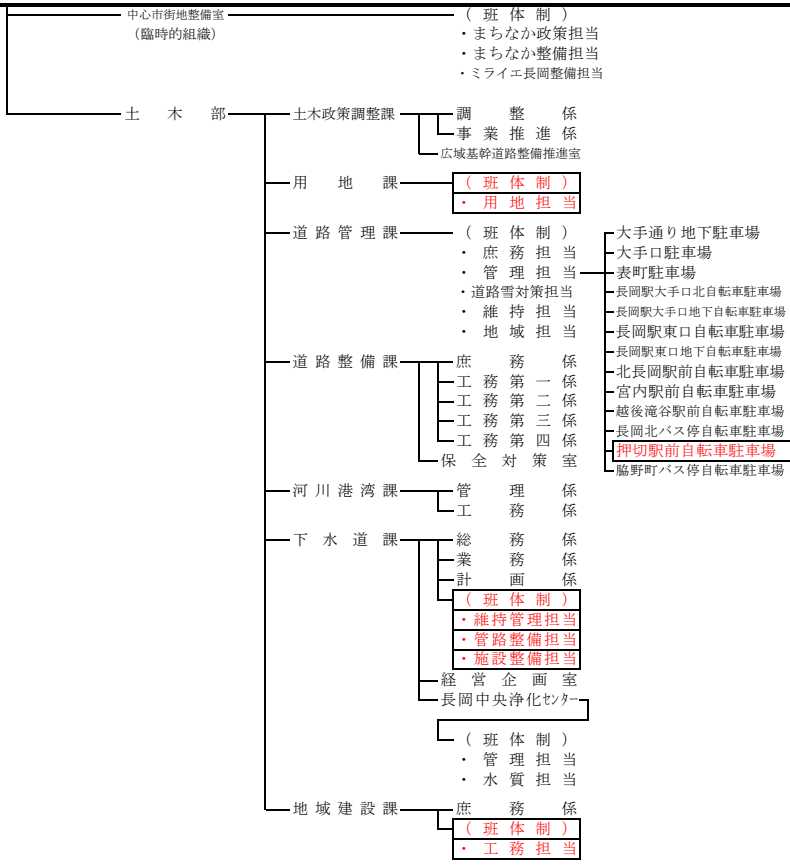 中心市街地整備室
(臨時的組織)
(班体制)
・まちなか政策担当
・まちなか整備担当
・ミライエ長岡整備担当
土木部
土木政策調整課
調整係
事業推進係
広域基幹道路整備推進室
用地課
(班体制)
・用地担当
道路管理課
(班体制)
・庶務担当
・管理担当
・道路雪対策担当
・維持担当
・地域担当
大手通り地下駐車場
大手口駐車場
表町駐車場
長岡駅大手口北自転車駐車場
長岡駅大手口地下自転車駐車場
長岡駅東口自転車駐車場
長岡駅東口地下自転車駐車場
北長岡駅前自転車駐車場
宮内駅前自転車駐車場
越後滝谷駅前自転車駐車場
長岡北バス停自転車駐車場
押切駅前自転車駐車場
脇野町バス停自転車駐車場
道路整備課
庶務係
工務第一係
工務第二係
工務第三係
工務第四係
保全対策室
河川港湾課
管理係
工務係
下水道課
総務係
業務係
計画係
(班体制)
・維持管理担当
・管路整備担当
・施設整備担当
経営企画室
長岡中央浄化ｾﾝﾀｰ
(班体制)
・管理担当
・水質担当
地域建設課
庶務係
(班体制)
・工務担当